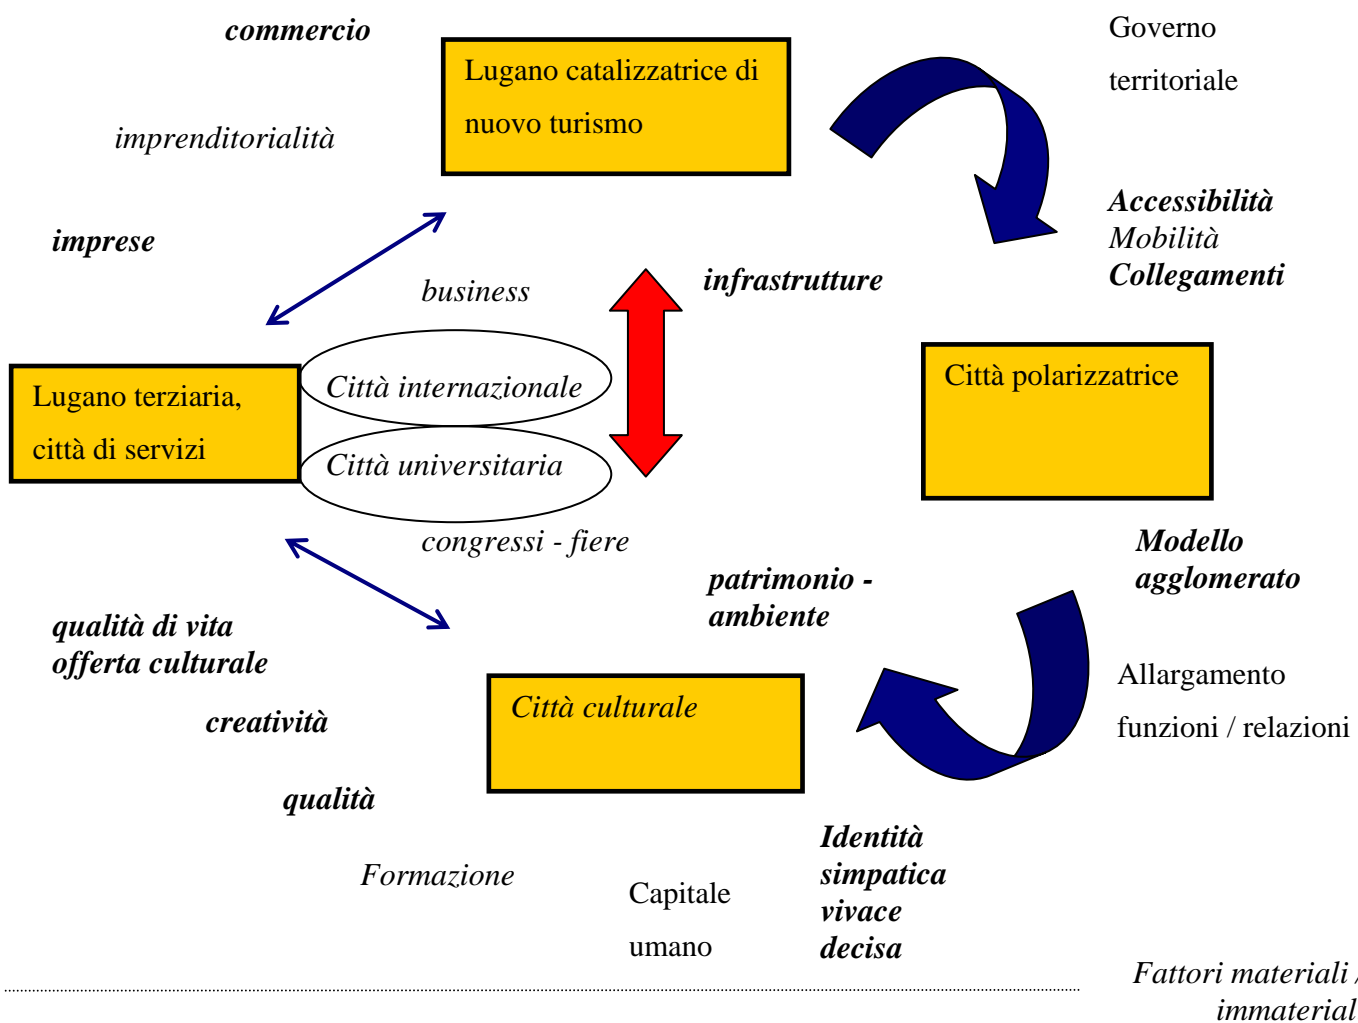 commercio
Governo
territoriale
Lugano catalizzatrice di
nuovo turismo
imprenditorialità
Accessibilità
Mobilità
Collegamenti
imprese
infrastrutture
business
Città internazionale
Città polarizzatrice
Lugano terziaria,
città di servizi
Città universitaria
congressi - fiere
Modello
agglomerato
patrimonio -
ambiente
qualità di vita
offerta culturale
Allargamento
funzioni / relazioni
Città culturale
creatività
qualità
Identità
simpatica
vivace
decisa
Formazione
Capitale
umano
Fattori materiali /
immaterial